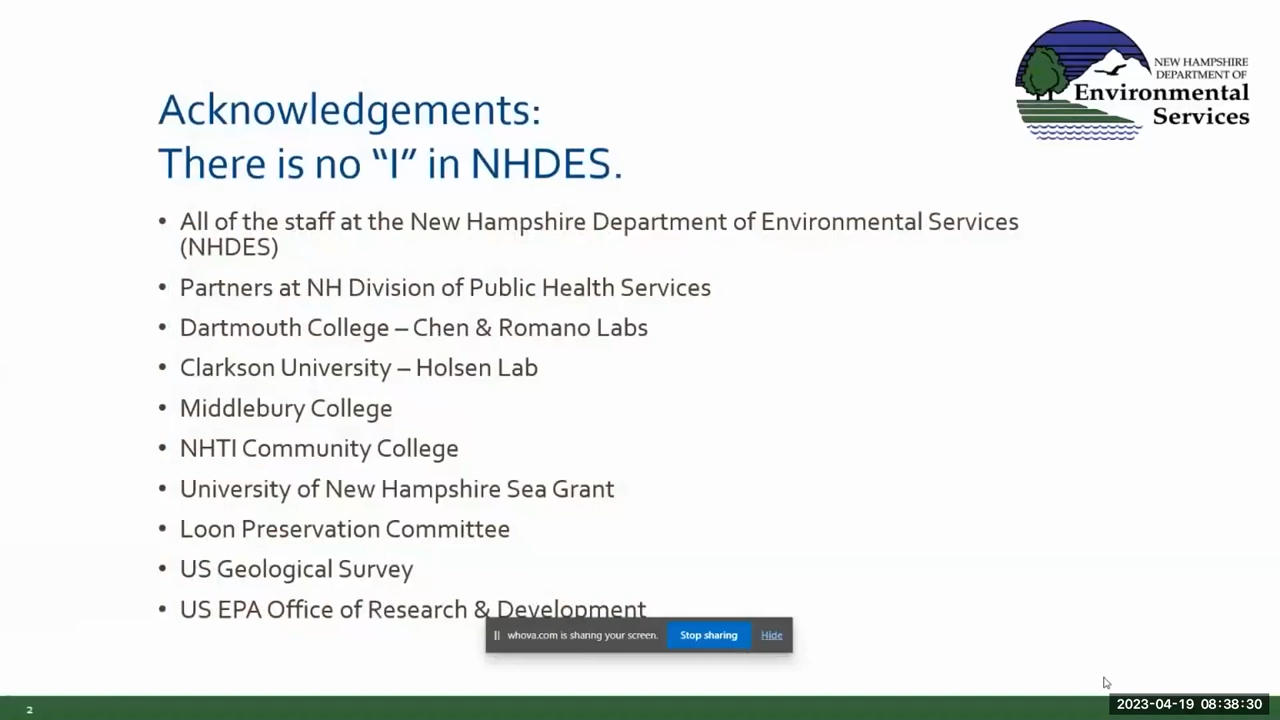 NEW HAMPSHIRE
DEPARTMENT OF
Environmental
Services
Acknowledgements:
There is no “I” in NHDES.
• All of the staff at the New Hampshire Department of Environmental Services
(NHDES)
• Partners at NH Division of Public Health Services
• Dartmouth College – Chen & Romano Labs
• Clarkson University – Holsen Lab
• Middlebury College
• NHTI Community College
• University of New Hampshire Sea Grant
• Loon Preservation Committee
• US Geological Survey
• US EPA Office of Research & Development
whova.com is sharing your screen. Stop sharing Hide
2
2023-04-19 08:38:30